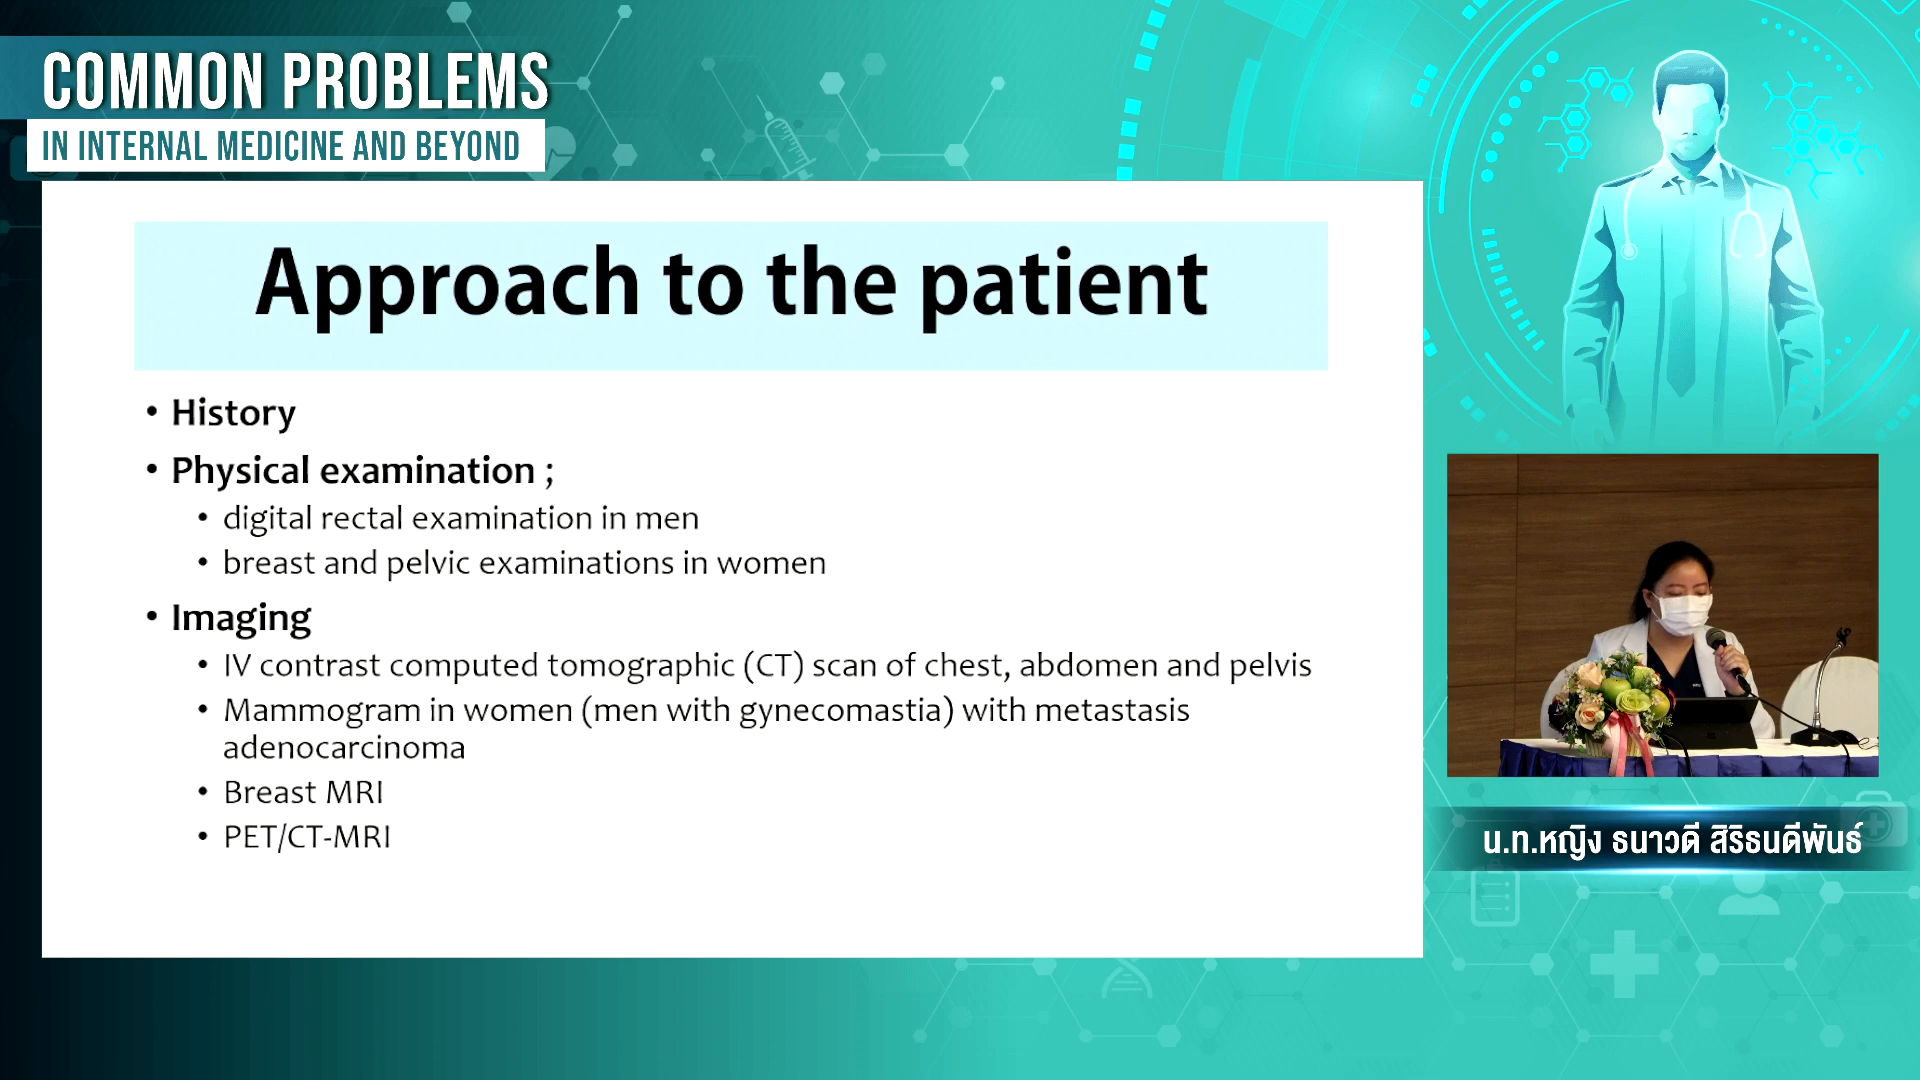 COMMON PROBLEMS
IN INTERNAL MEDICINE AND BEYOND
Approach to the patient
• History
• Physical examination ;
• digital rectal examination in men
• breast and pelvic examinations in women
• Imaging
• IV contrast computed tomographic (CT) scan of chest, abdomen and pelvis
• Mammogram in women (men with gynecomastia) with metastasis
adenocarcinoma
• Breast MRI
• PET/CT-MRI
น.ท.หญิง ธนาวดี สิริธนดีพันธ์